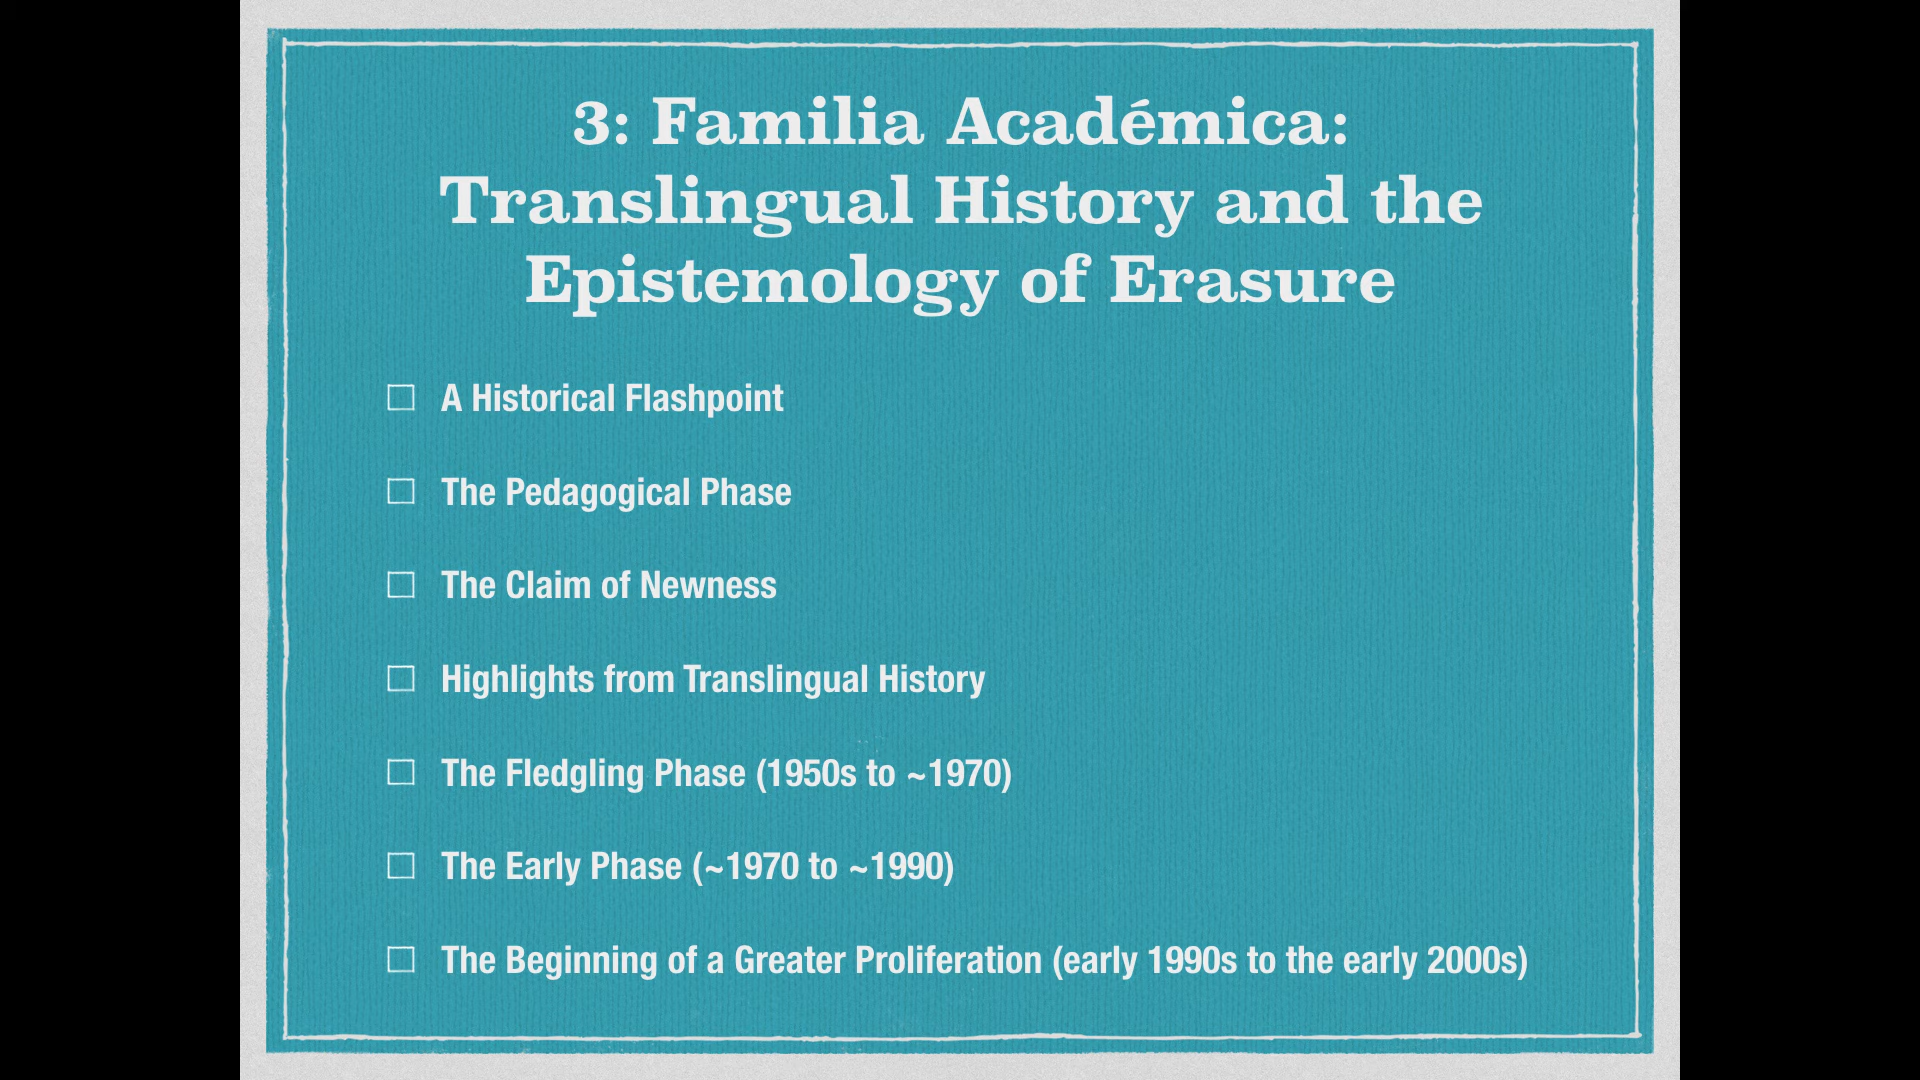 3: Familia Académica:
Translingual History and the
Epistemology of Erasure
A Historical Flashpoint
The Pedagogical Phase
The Claim of Newness
Highlights from Translingual History
The Fledgling Phase (1950s to ~1970)
The Early Phase (~1970 to ~1990)
The Beginning of a Greater Proliferation (early 1990s to the early 2000s)